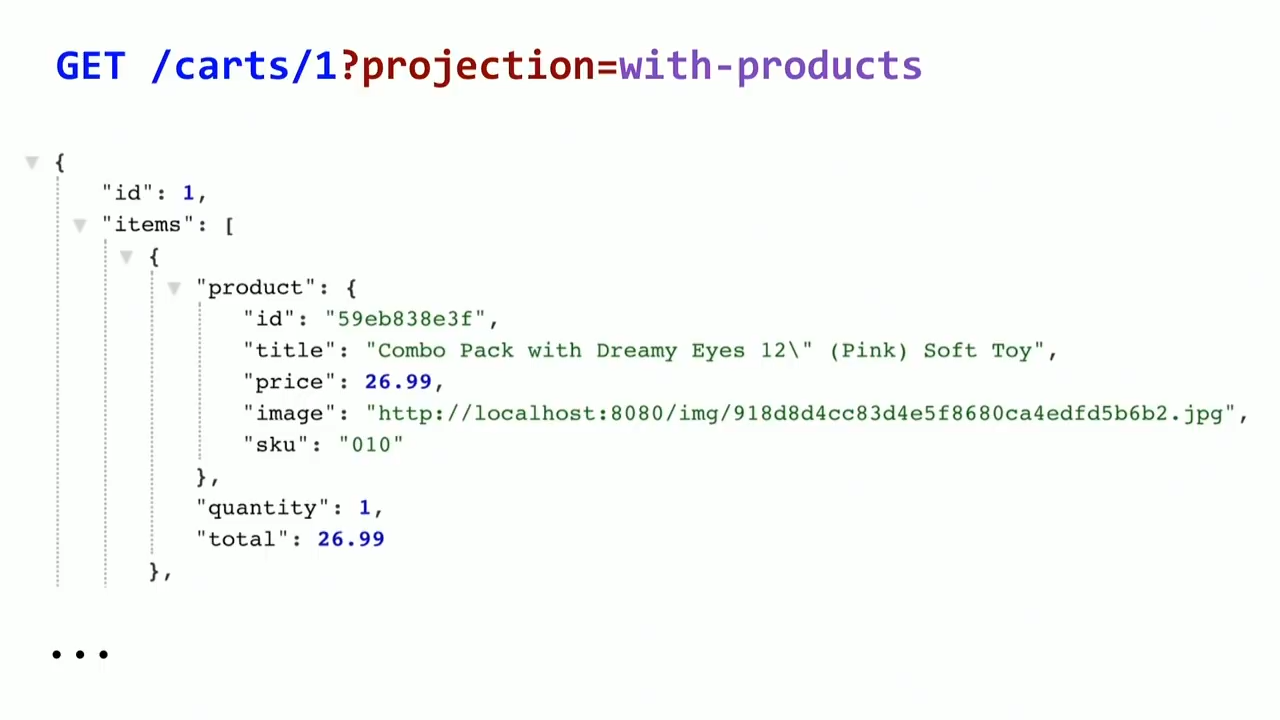 GET /carts/1?projection=with-products
{
"id": 1,
"items": [
{
"product": {
"id": "59eb838e3f",
"title": "Combo Pack with Dreamy Eyes 12\" (Pink) Soft Toy",
"price": 26.99,
"image": "http://localhost:8080/img/918d8d4cc83d4e5f8680ca4edfd5b6b2.jpg",
"sku": "010"
},
"quantity": 1,
"total": 26.99
},
...